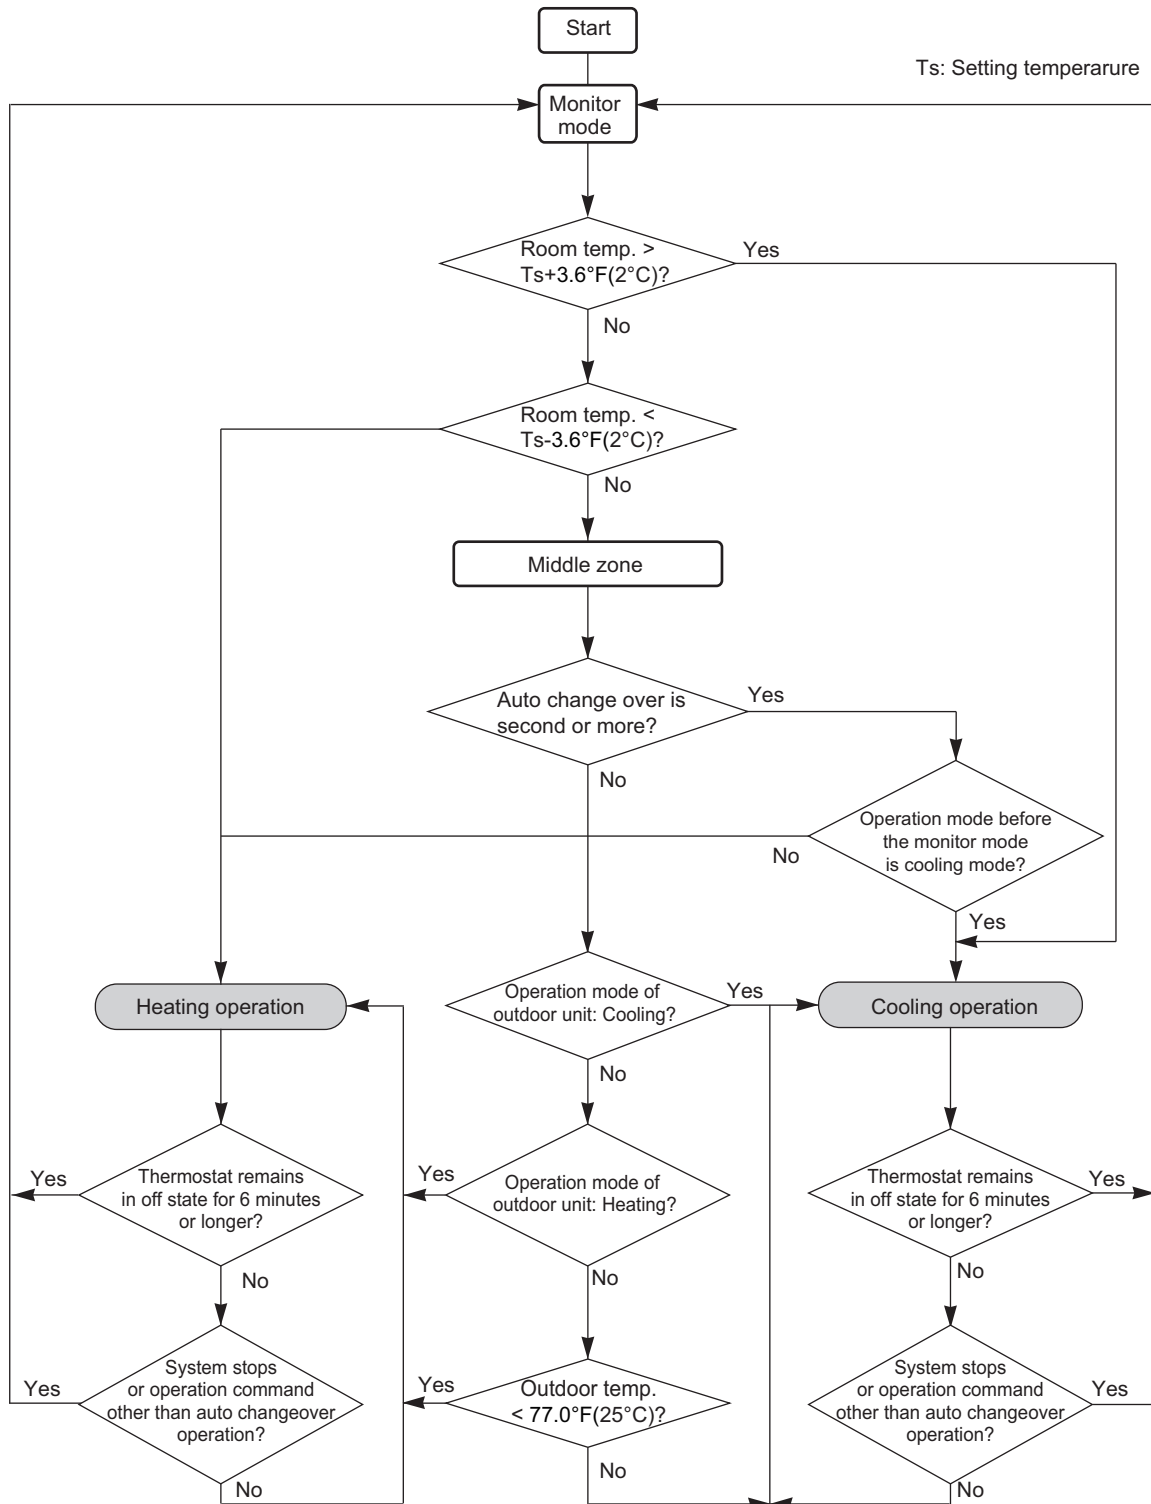 Start
Ts: Setting temperarure
Monitor
mode
Room temp. >
Ts+3.6°F(2°C)?
Yes
No
Room temp. <
Ts-3.6°F(2°C)?
No
Middle zone
Auto change over is
second or more?
Yes
No
Operation mode before
the monitor mode
is cooling mode?
No
Yes
Heating operation
Operation mode of
outdoor unit: Cooling?
Yes
No
Cooling operation
Yes
Thermostat remains
in off state for 6 minutes
or longer?
No
Yes
Operation mode of
outdoor unit: Heating?
No
Thermostat remains
in off state for 6 minutes
or longer?
Yes
No
Yes
System stops
or operation command
other than auto changeover
operation?
No
Yes
Outdoor temp.
< 77.0°F(25°C)?
No
System stops
or operation command
other than auto changeover
operation?
Yes
No